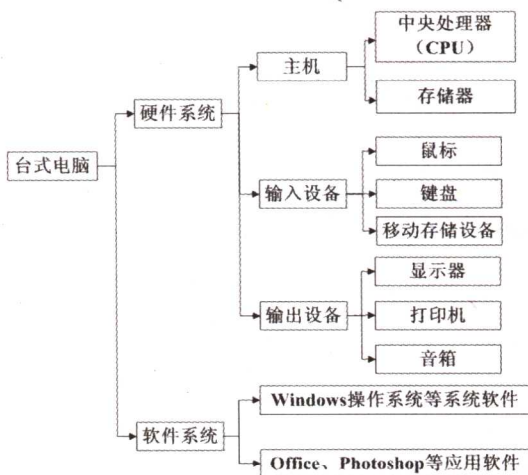 中央处理器
（CPU）
主机
存储器
硬件系统
鼠标
台式电脑
输入设备
键盘
移动存储设备
显示器
输出设备
打印机
音箱
Windows操作系统等系统软件
软件系统
Office、Photoshop等应用软件